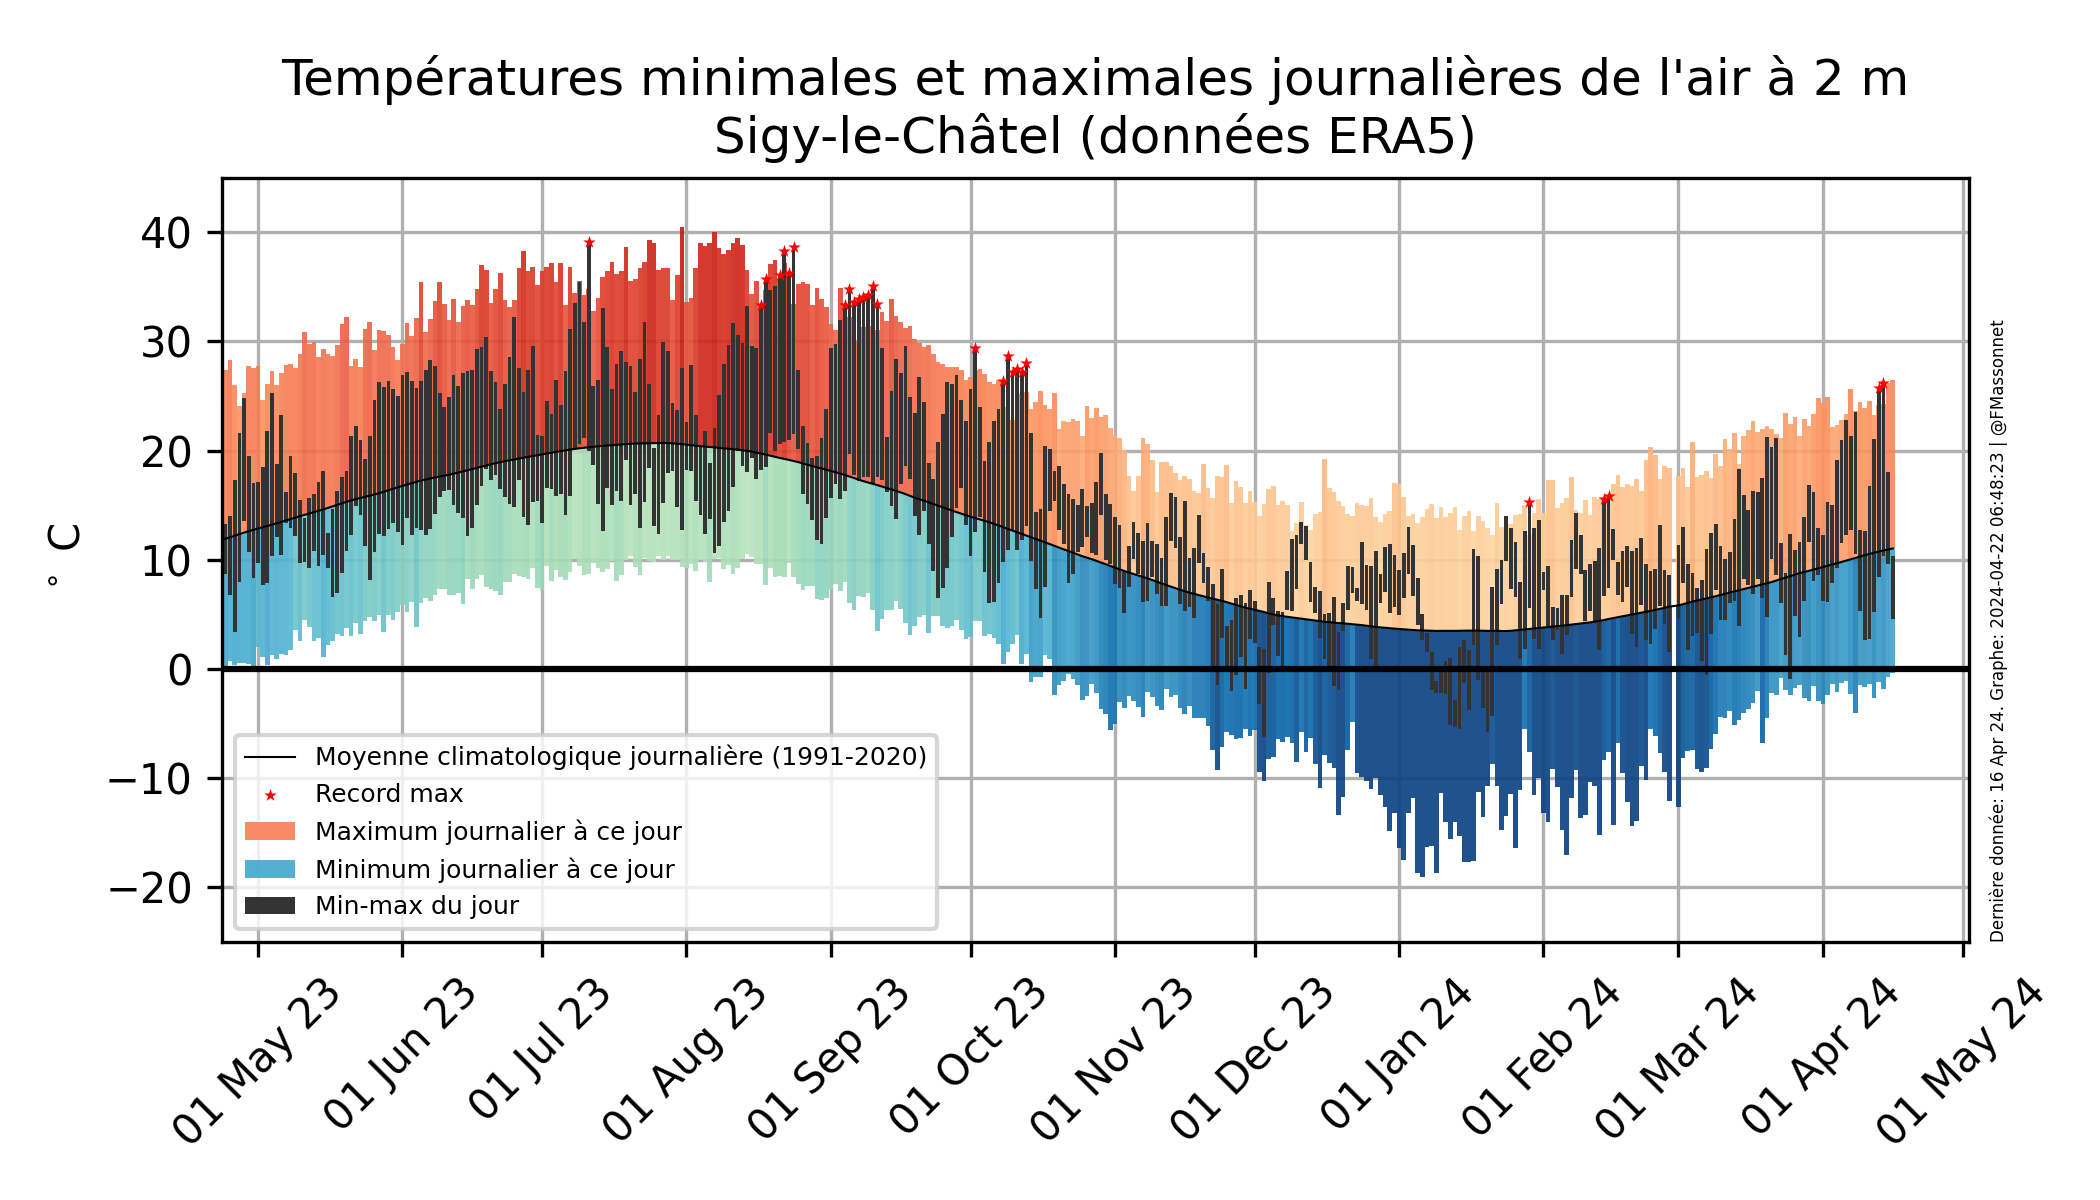 Températures minimales et maximales journalières de l'air à 2 m
Sigy-le-Châtel (données ERA5)
° C
40
30
20
10
0
−10
−20
Moyenne climatologique journalière (1991-2020)
Record max
Maximum journalier à ce jour
Minimum journalier à ce jour
Min-max du jour
01 May 23
01 Jun 23
01 Jul 23
01 Aug 23
01 Sep 23
01 Oct 23
01 Nov 23
01 Dec 23
01 Jan 24
01 Feb 24
01 Mar 24
01 Apr 24
01 May 24
Dernière donnée: 16 Apr 24. Graphe: 2024-04-22 06:48:23 | @FMassonnet